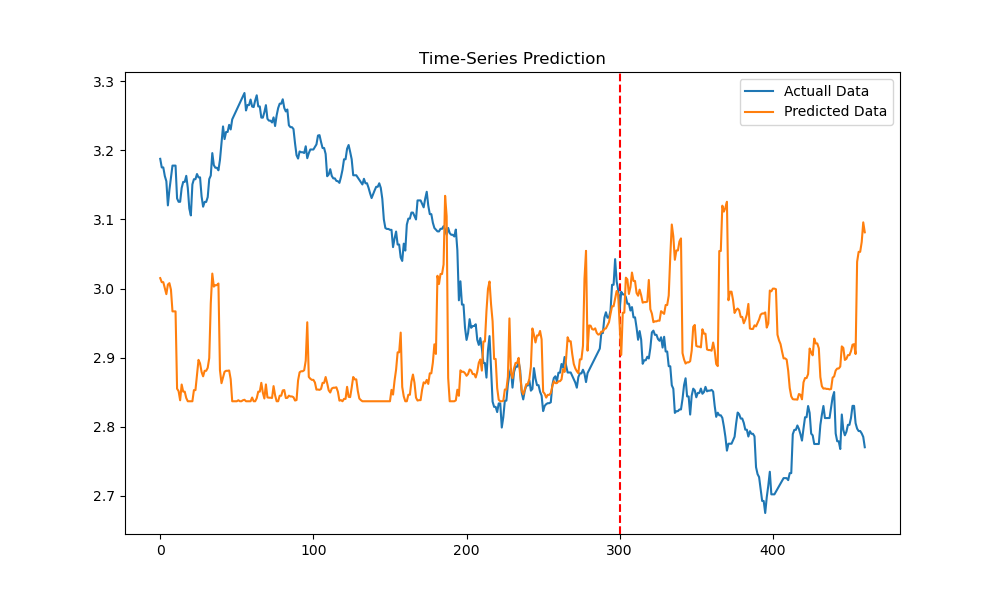 Time-Series Prediction
Actuall Data
Predicted Data
3.3
3.2
3.1
3.0
2.9
2.8
2.7
0 100 200 300 400